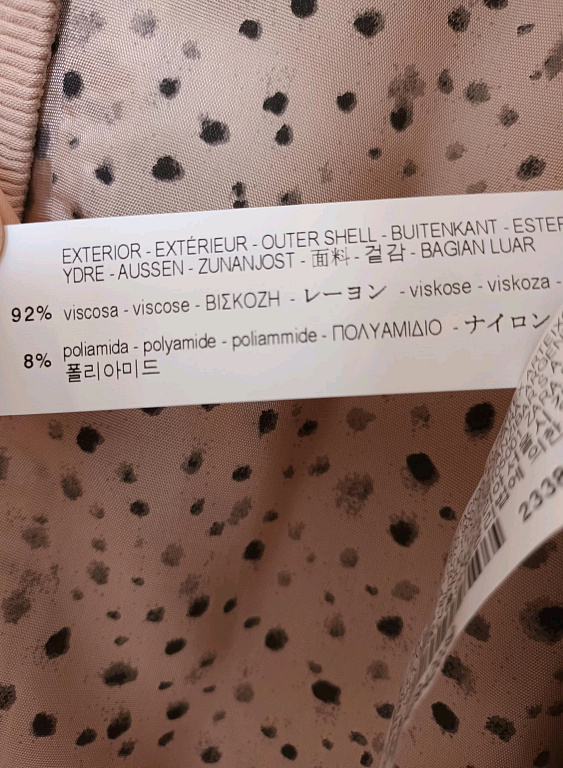 EXTERIOR - EXTÉRIEUR - OUTER SHELL - BUITENKANT - ESTER
YDRE - AUSSEN - ZUNANJOST - 面料 - 겉감 - BAGIAN LUAR
92% viscosa - viscose - ΒΙΣΚΟΖΗ - レーヨン - viskose - viskoza -
8% poliamida - polyamide - poliammide - ΠΟΛΥΑΜΙΔΙΟ - ナイロン
폴리아미드
2338